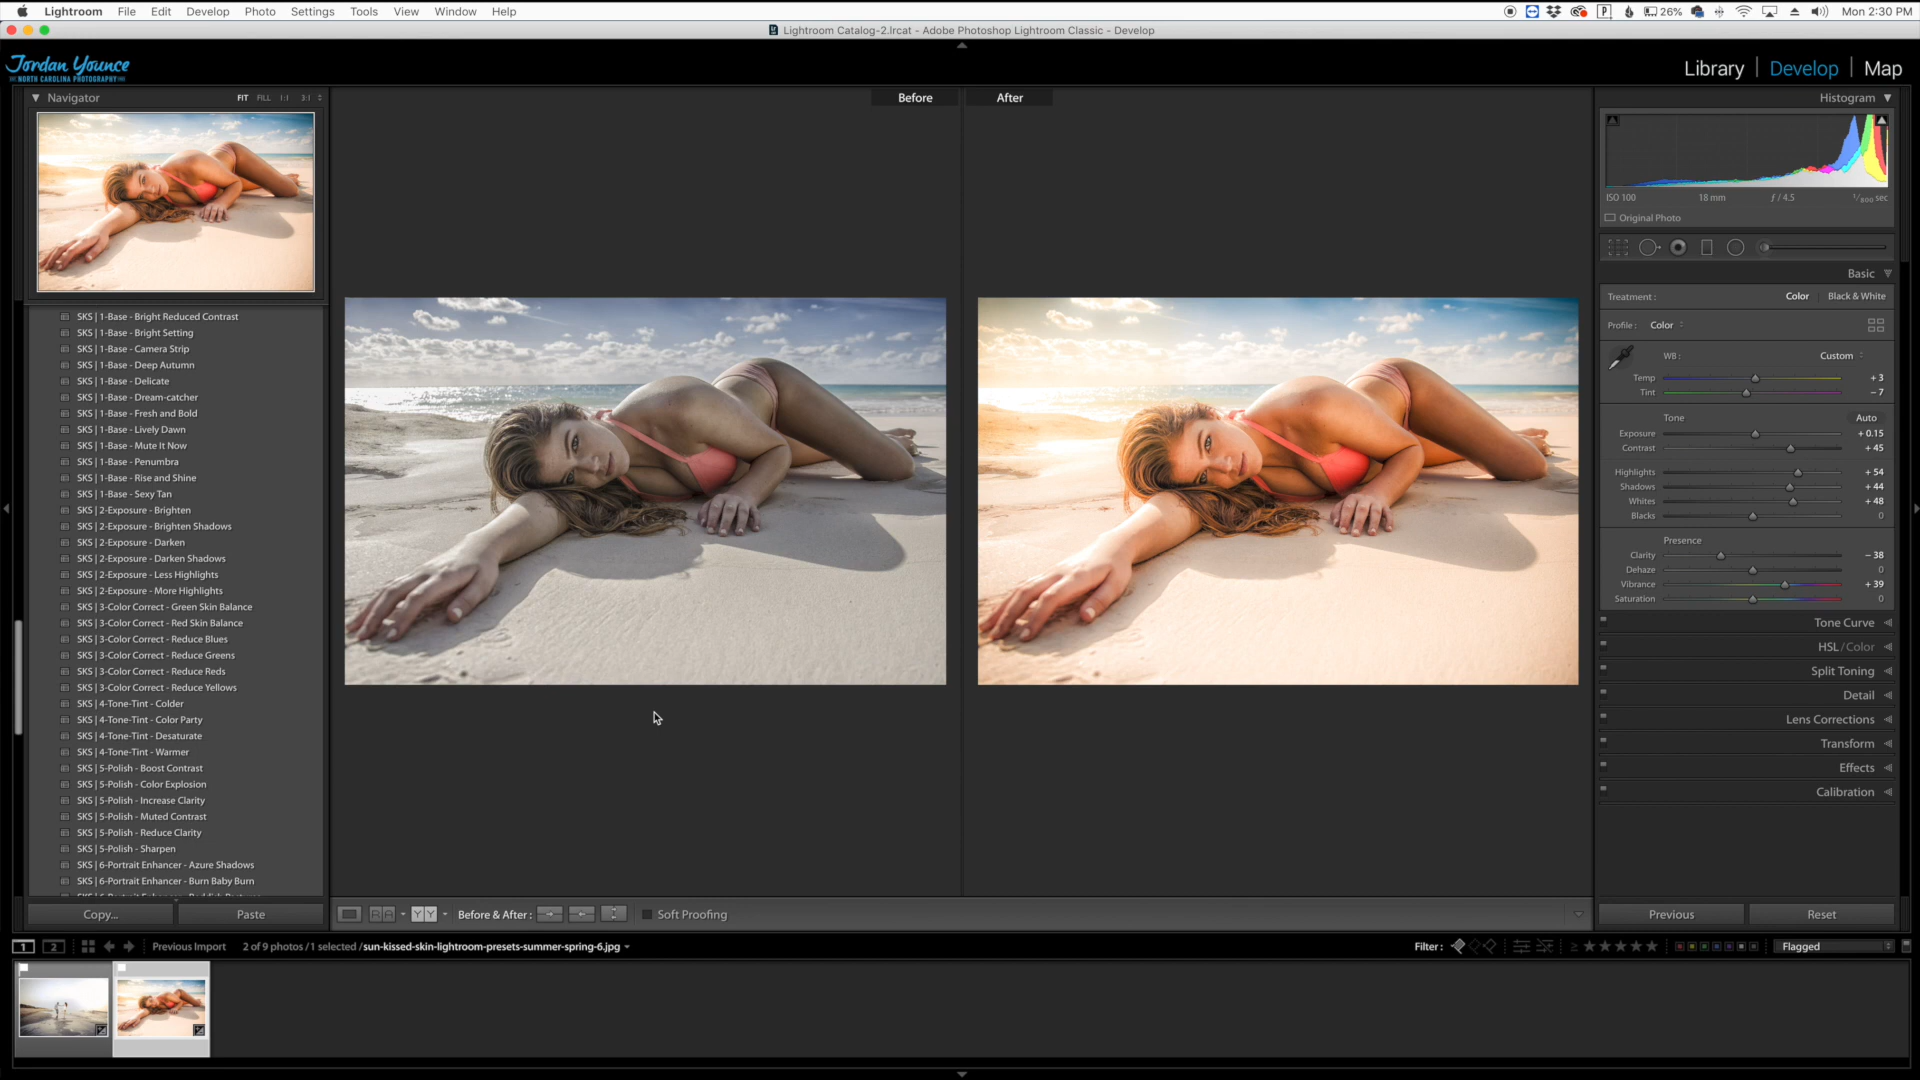 Lightroom File Edit Develop Photo Settings Tools View Window Help 26% Mon 2:30 PM
Lightroom Catalog-2.lrcat - Adobe Photoshop Lightroom Classic - Develop
Jordan Younce
NORTH CAROLINA PHOTOGRAPHY
Library | Develop | Map
Navigator FIT FILL 1:1 3:1
Before After
Histogram
ISO 100 18 mm ƒ / 4.5 1/800 sec
Original Photo
Basic
Treatment : Color Black & White
Profile : Color
WB : Custom
Temp + 3
Tint − 7
Tone Auto
Exposure + 0.15
Contrast + 45
Highlights + 54
Shadows + 44
Whites + 48
Blacks 0
Presence
Clarity − 38
Dehaze 0
Vibrance + 39
Saturation 0
Tone Curve
HSL / Color
Split Toning
Detail
Lens Corrections
Transform
Effects
Calibration
SKS | 1-Base - Bright Reduced Contrast
SKS | 1-Base - Bright Setting
SKS | 1-Base - Camera Strip
SKS | 1-Base - Deep Autumn
SKS | 1-Base - Delicate
SKS | 1-Base - Dream-catcher
SKS | 1-Base - Fresh and Bold
SKS | 1-Base - Lively Dawn
SKS | 1-Base - Mute It Now
SKS | 1-Base - Penumbra
SKS | 1-Base - Rise and Shine
SKS | 1-Base - Sexy Tan
SKS | 2-Exposure - Brighten
SKS | 2-Exposure - Brighten Shadows
SKS | 2-Exposure - Darken
SKS | 2-Exposure - Darken Shadows
SKS | 2-Exposure - Less Highlights
SKS | 2-Exposure - More Highlights
SKS | 3-Color Correct - Green Skin Balance
SKS | 3-Color Correct - Red Skin Balance
SKS | 3-Color Correct - Reduce Blues
SKS | 3-Color Correct - Reduce Greens
SKS | 3-Color Correct - Reduce Reds
SKS | 3-Color Correct - Reduce Yellows
SKS | 4-Tone-Tint - Colder
SKS | 4-Tone-Tint - Color Party
SKS | 4-Tone-Tint - Desaturate
SKS | 4-Tone-Tint - Warmer
SKS | 5-Polish - Boost Contrast
SKS | 5-Polish - Color Explosion
SKS | 5-Polish - Increase Clarity
SKS | 5-Polish - Muted Contrast
SKS | 5-Polish - Reduce Clarity
SKS | 5-Polish - Sharpen
SKS | 6-Portrait Enhancer - Azure Shadows
SKS | 6-Portrait Enhancer - Burn Baby Burn
Copy... Paste
RA YY Before & After : Soft Proofing
Previous Reset
1 2 Previous Import 2 of 9 photos / 1 selected / sun-kissed-skin-lightroom-presets-summer-spring-6.jpg
Filter : ≥ ★★★★★ Flagged